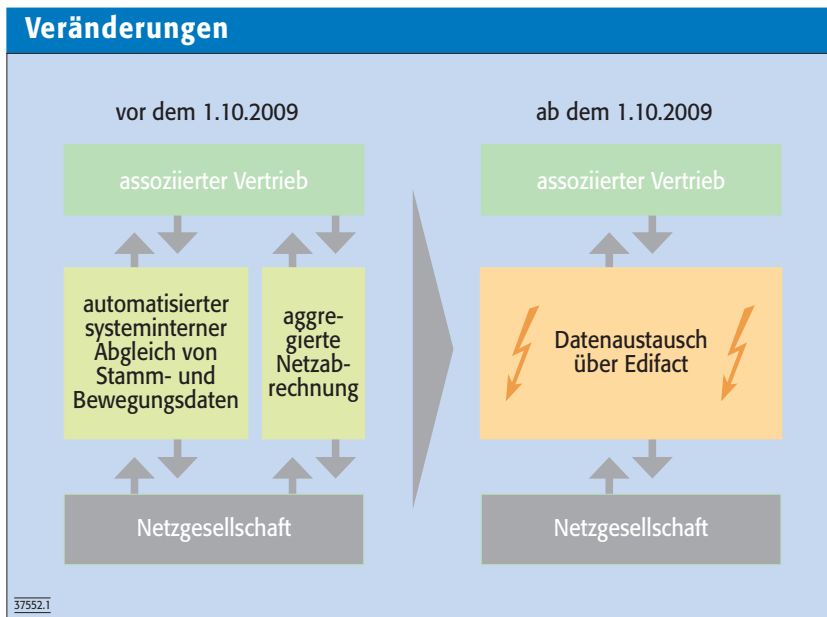 Veränderungen
vor dem 1.10.2009
assoziierter Vertrieb
automatisierter
systeminterner
Abgleich von
Stamm- und
Bewegungsdaten
aggre-
gierte
Netzab-
rechnung
Netzgesellschaft
ab dem 1.10.2009
assoziierter Vertrieb
Datenaustausch
über Edifact
Netzgesellschaft
37552.1